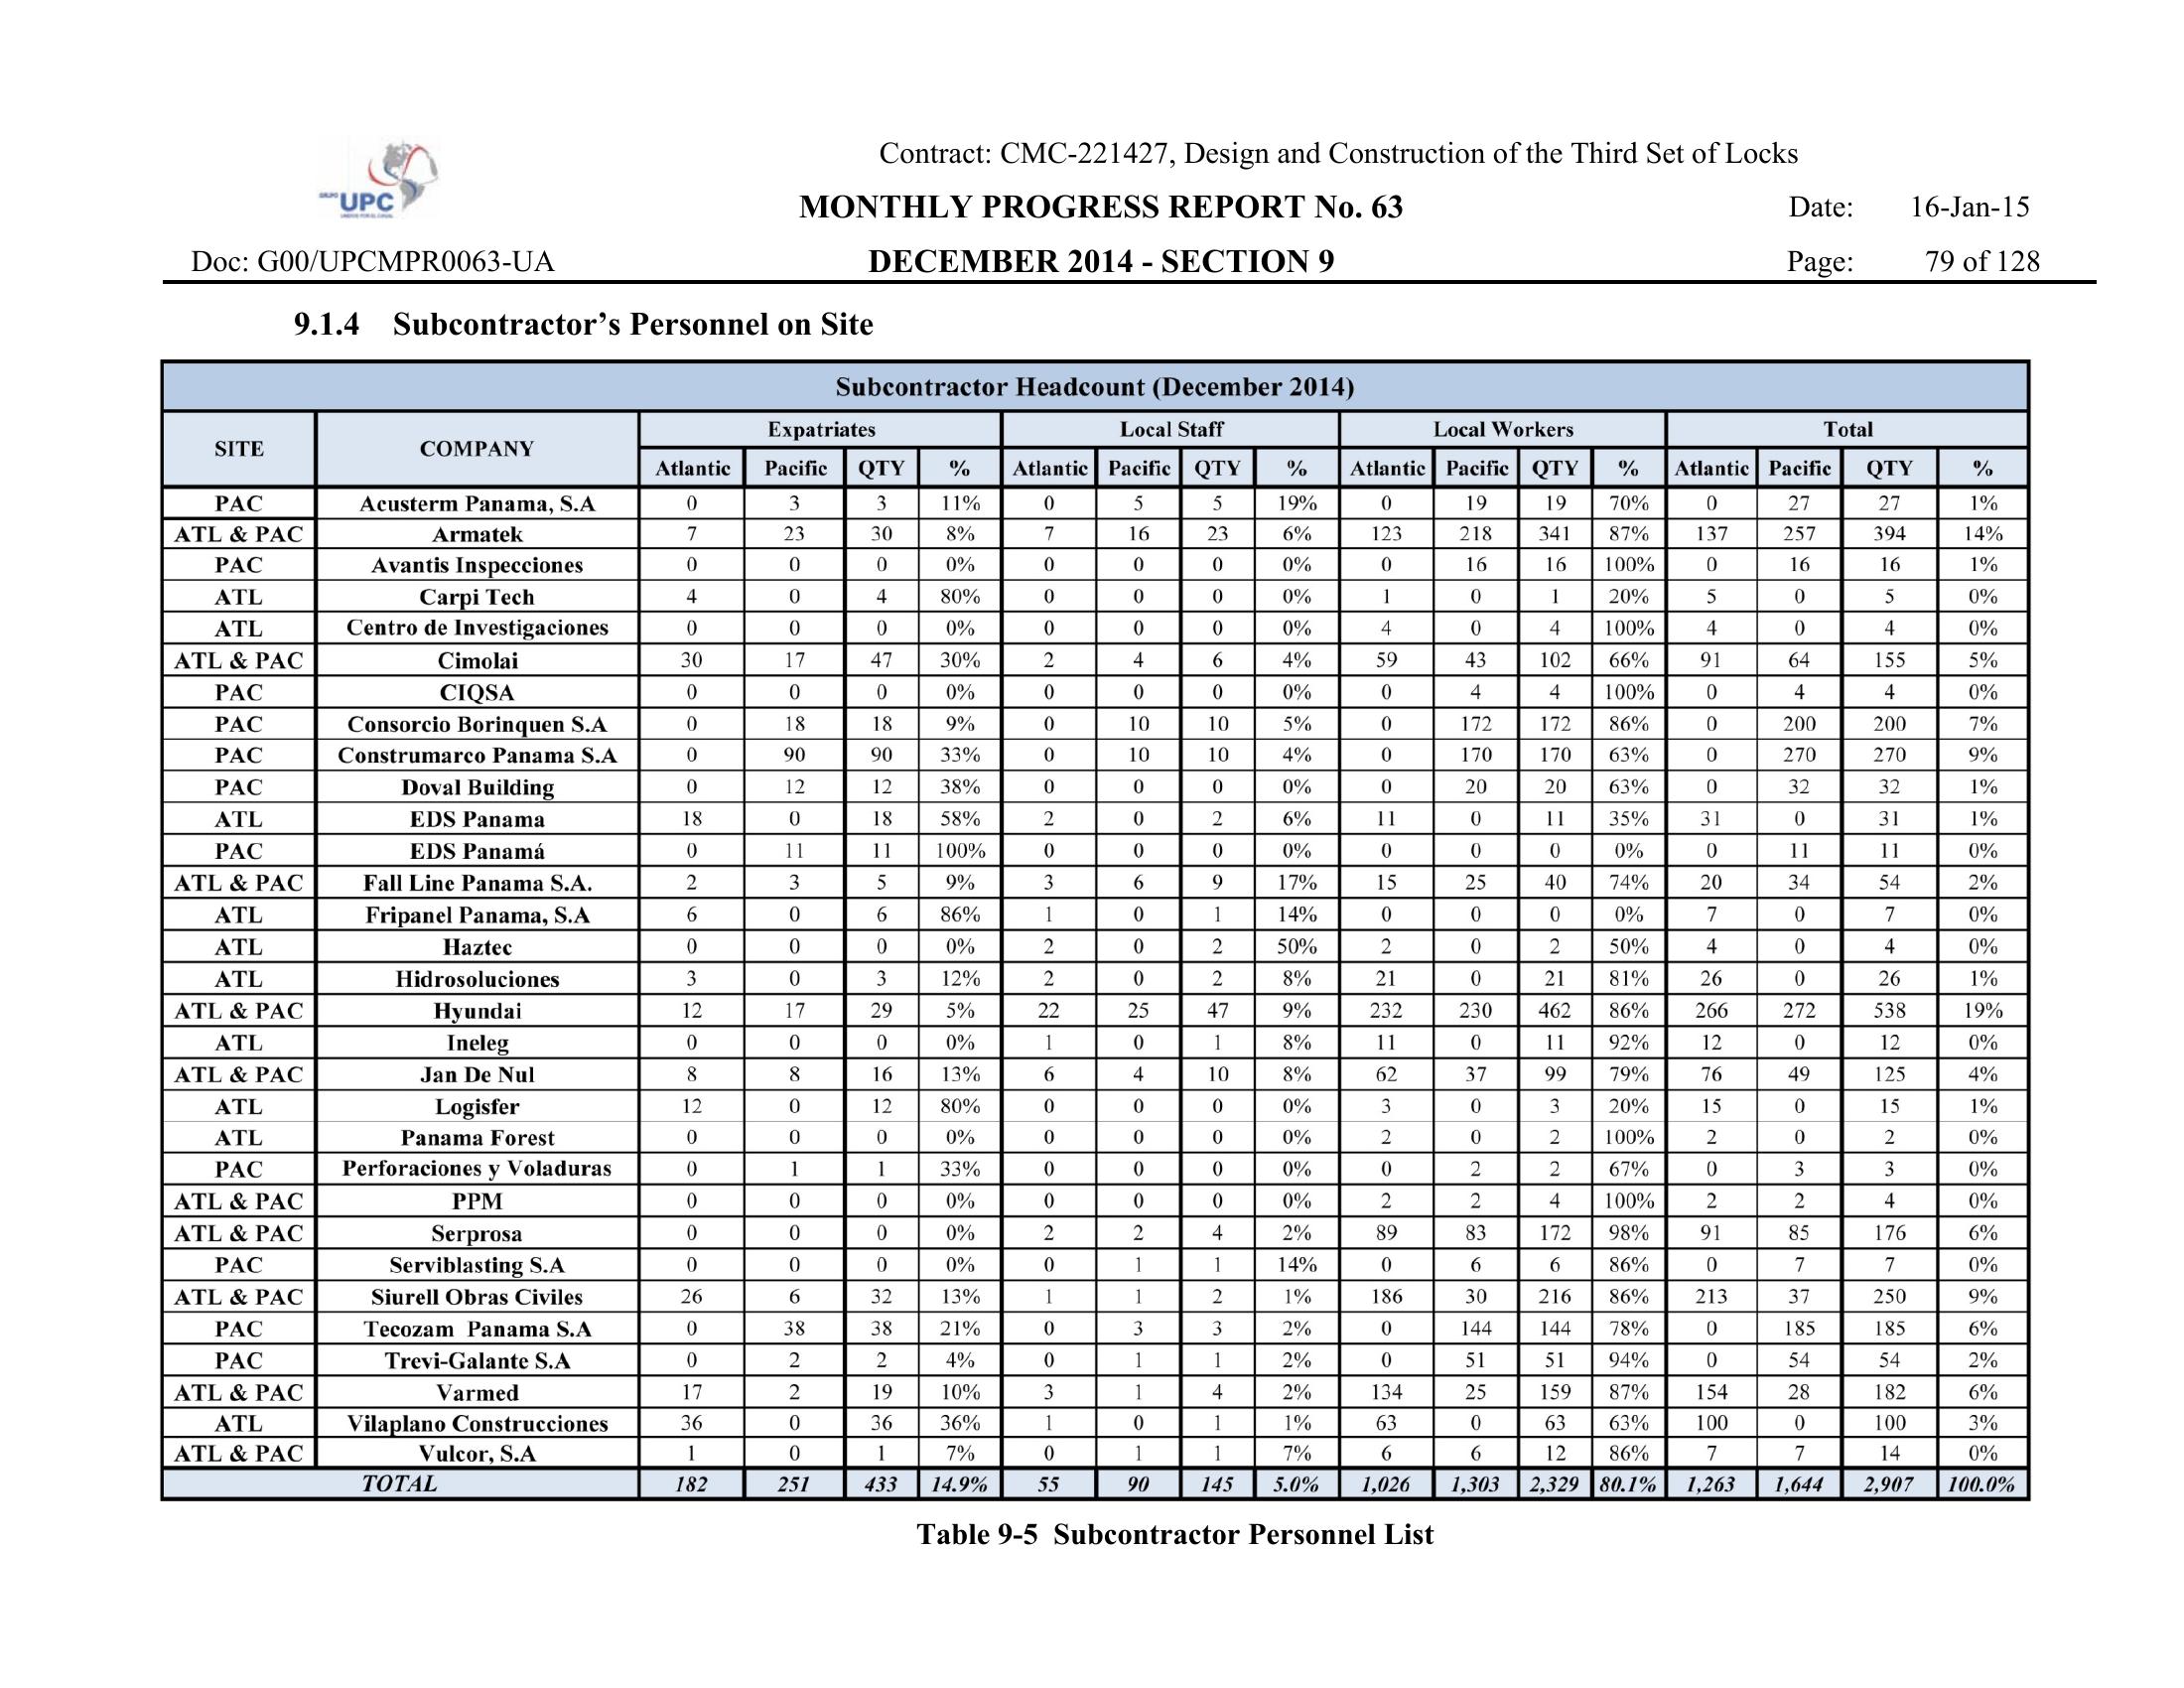 GRUPO UPC
Contract: CMC-221427, Design and Construction of the Third Set of Locks
MONTHLY PROGRESS REPORT No. 63 Date: 16-Jan-15
Doc: G00/UPCMPR0063-UA DECEMBER 2014 - SECTION 9 Page: 79 of 128
9.1.4 Subcontractor’s Personnel on Site
Subcontractor Headcount (December 2014)
SITE COMPANY Expatriates Local Staff Local Workers Total
Atlantic Pacific QTY % Atlantic Pacific QTY % Atlantic Pacific QTY % Atlantic Pacific QTY %
PAC Acusterm Panama, S.A 0 3 3 11% 0 5 5 19% 0 19 19 70% 0 27 27 1%
ATL & PAC Armatek 7 23 30 8% 7 16 23 6% 123 218 341 87% 137 257 394 14%
PAC Avantis Inspecciones 0 0 0 0% 0 0 0 0% 0 16 16 100% 0 16 16 1%
ATL Carpi Tech 4 0 4 80% 0 0 0 0% 1 0 1 20% 5 0 5 0%
ATL Centro de Investigaciones 0 0 0 0% 0 0 0 0% 4 0 4 100% 4 0 4 0%
ATL & PAC Cimolai 30 17 47 30% 2 4 6 4% 59 43 102 66% 91 64 155 5%
PAC CIQSA 0 0 0 0% 0 0 0 0% 0 4 4 100% 0 4 4 0%
PAC Consorcio Borinquen S.A 0 18 18 9% 0 10 10 5% 0 172 172 86% 0 200 200 7%
PAC Construmarco Panama S.A 0 90 90 33% 0 10 10 4% 0 170 170 63% 0 270 270 9%
PAC Doval Building 0 12 12 38% 0 0 0 0% 0 20 20 63% 0 32 32 1%
ATL EDS Panama 18 0 18 58% 2 0 2 6% 11 0 11 35% 31 0 31 1%
PAC EDS Panamá 0 11 11 100% 0 0 0 0% 0 0 0 0% 0 11 11 0%
ATL & PAC Fall Line Panama S.A. 2 3 5 9% 3 6 9 17% 15 25 40 74% 20 34 54 2%
ATL Fripanel Panama, S.A 6 0 6 86% 1 0 1 14% 0 0 0 0% 7 0 7 0%
ATL Haztec 0 0 0 0% 2 0 2 50% 2 0 2 50% 4 0 4 0%
ATL Hidrosoluciones 3 0 3 12% 2 0 2 8% 21 0 21 81% 26 0 26 1%
ATL & PAC Hyundai 12 17 29 5% 22 25 47 9% 232 230 462 86% 266 272 538 19%
ATL Ineleg 0 0 0 0% 1 0 1 8% 11 0 11 92% 12 0 12 0%
ATL & PAC Jan De Nul 8 8 16 13% 6 4 10 8% 62 37 99 79% 76 49 125 4%
ATL Logisfer 12 0 12 80% 0 0 0 0% 3 0 3 20% 15 0 15 1%
ATL Panama Forest 0 0 0 0% 0 0 0 0% 2 0 2 100% 2 0 2 0%
PAC Perforaciones y Voladuras 0 1 1 33% 0 0 0 0% 0 2 2 67% 0 3 3 0%
ATL & PAC PPM 0 0 0 0% 0 0 0 0% 2 2 4 100% 2 2 4 0%
ATL & PAC Serprosa 0 0 0 0% 2 2 4 2% 89 83 172 98% 91 85 176 6%
PAC Serviblasting S.A 0 0 0 0% 0 1 1 14% 0 6 6 86% 0 7 7 0%
ATL & PAC Siurell Obras Civiles 26 6 32 13% 1 1 2 1% 186 30 216 86% 213 37 250 9%
PAC Tecozam Panama S.A 0 38 38 21% 0 3 3 2% 0 144 144 78% 0 185 185 6%
PAC Trevi-Galante S.A 0 2 2 4% 0 1 1 2% 0 51 51 94% 0 54 54 2%
ATL & PAC Varmed 17 2 19 10% 3 1 4 2% 134 25 159 87% 154 28 182 6%
ATL Vilaplano Construcciones 36 0 36 36% 1 0 1 1% 63 0 63 63% 100 0 100 3%
ATL & PAC Vulcor, S.A 1 0 1 7% 0 1 1 7% 6 6 12 86% 7 7 14 0%
TOTAL 182 251 433 14.9% 55 90 145 5.0% 1,026 1,303 2,329 80.1% 1,263 1,644 2,907 100.0%
Table 9-5 Subcontractor Personnel List